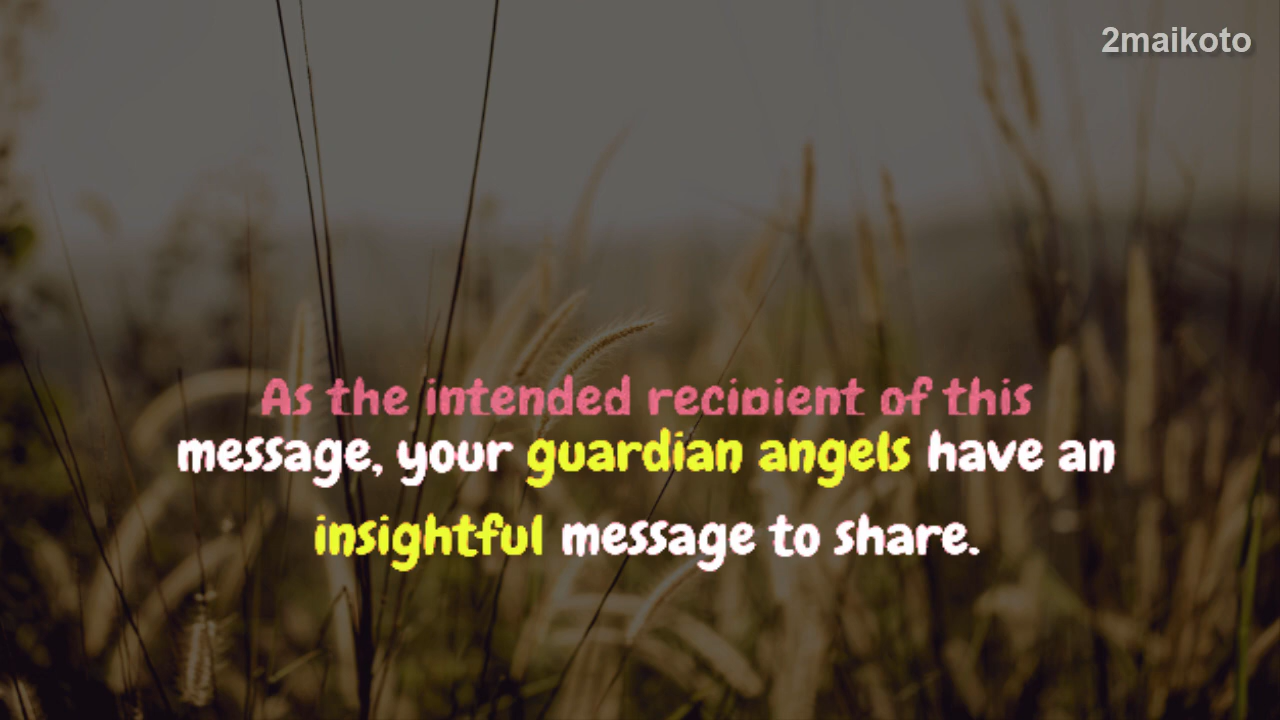 2maikoto
As the intended recipient of this
message, your guardian angels have an
insightful message to share.